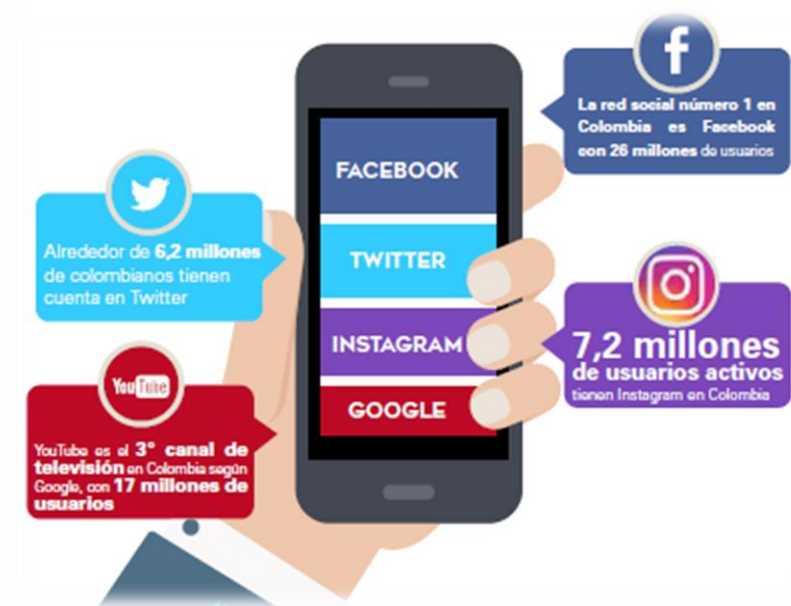 f
La red social número 1 en
Colombia es Facebook
con 26 millones de usuarios
FACEBOOK
Alrededor de 6,2 millones
de colombianos tienen
cuenta en Twitter
TWITTER
INSTAGRAM
7,2 millones
de usuarios activos
tienen Instagram en Colombia
YouTube
GOOGLE
YouTube es el 3° canal de
televisión en Colombia según
Google, con 17 millones de
usuarios